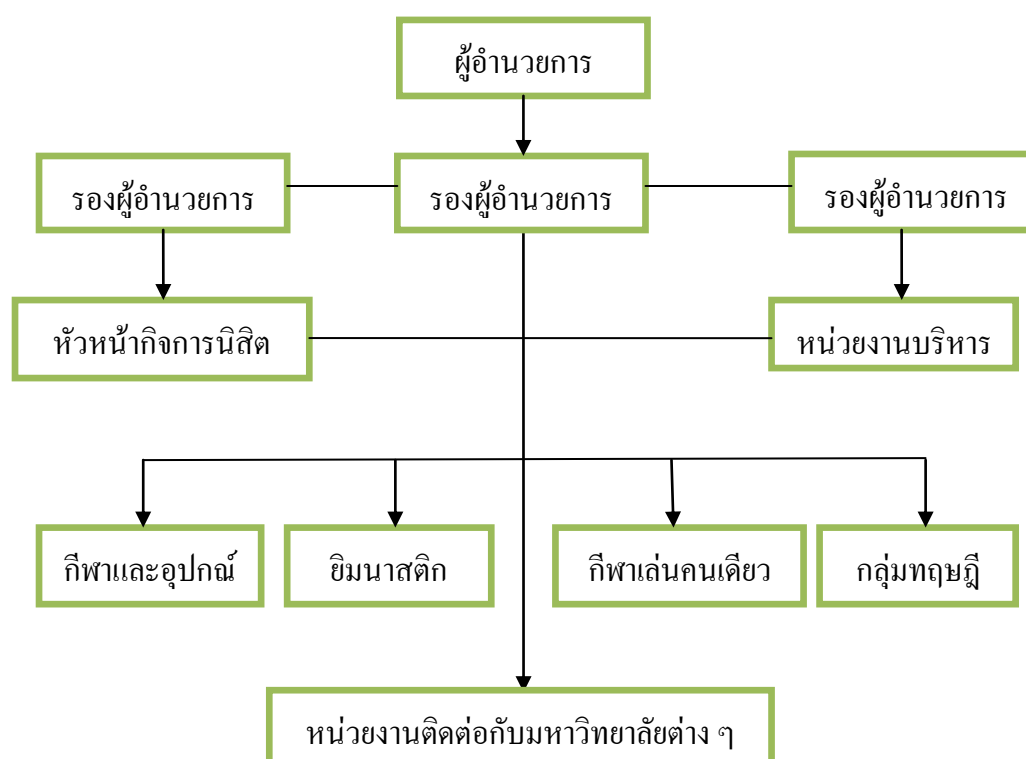 ผู้อำนวยการ
รองผู้อำนวยการ
รองผู้อำนวยการ
รองผู้อำนวยการ
หัวหน้ากิจการนิสิต
หน่วยงานบริหาร
กีฬาและอุปกณ์
ยิมนาสติก
กีฬาเล่นคนเดียว
กลุ่มทฤษฎี
หน่วยงานติดต่อกับมหาวิทยาลัยต่าง ๆ